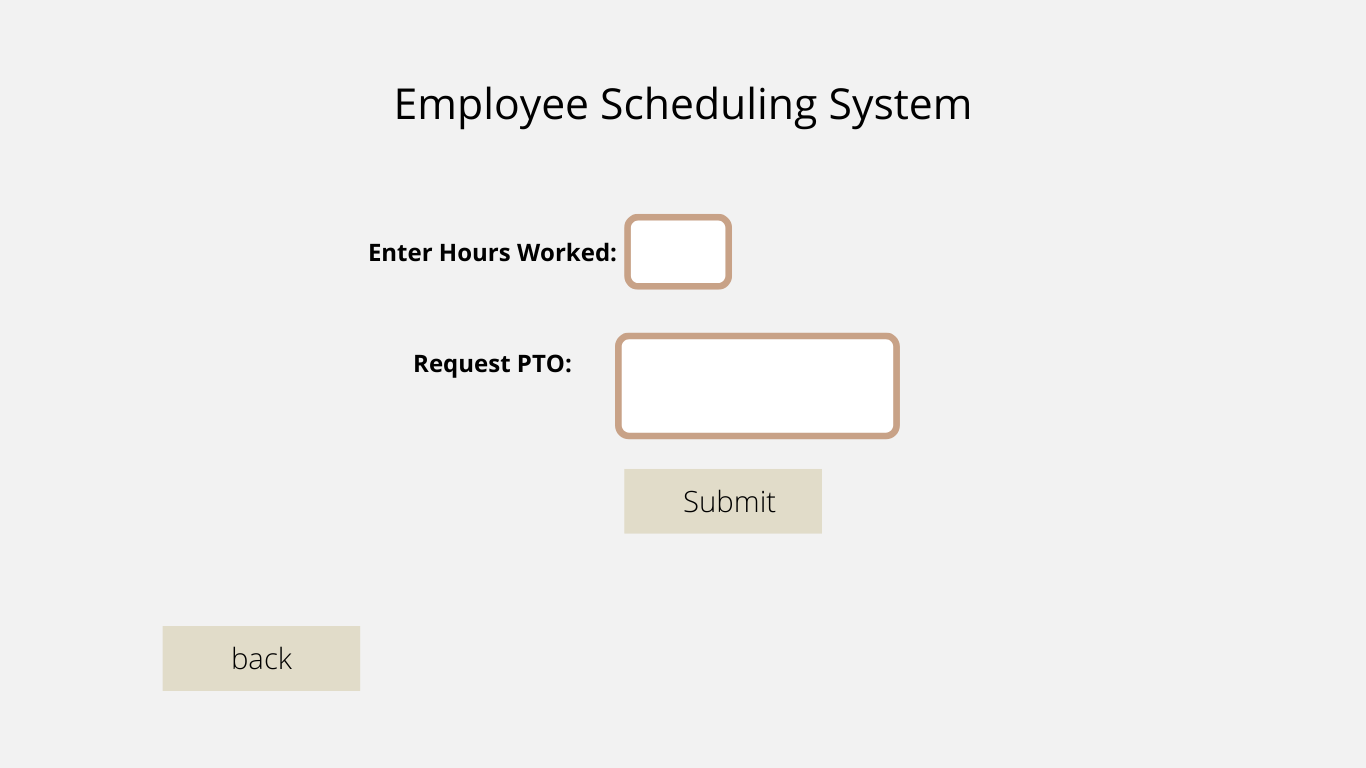 Employee Scheduling System
Enter Hours Worked:
Request PTO:
Submit
back